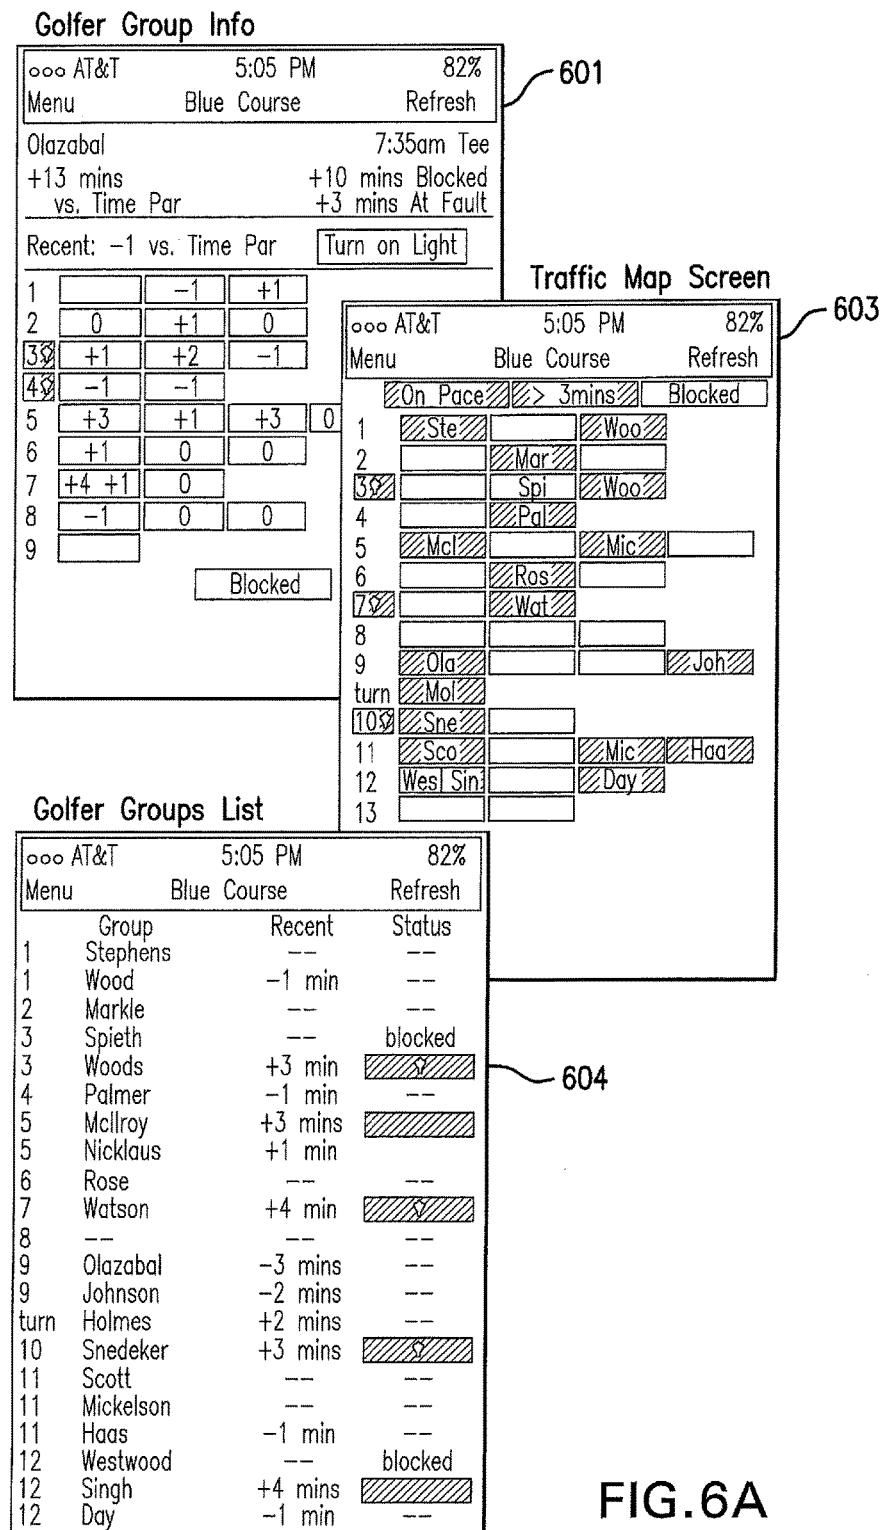 Golfer Group Info
ooo AT&T 5:05 PM 82%
Menu Blue Course Refresh
601
Olazabal 7:35am Tee
+13 mins +10 mins Blocked
vs. Time Par +3 mins At Fault
Recent: -1 vs. Time Par Turn on Light
1 -1 +1
2 0 +1 0
3 +1 +2 -1
4 -1 -1
5 +3 +1 +3 0
6 +1 0 0
7 +4 +1 0
8 -1 0 0
9
Blocked
Traffic Map Screen
ooo AT&T 5:05 PM 82%
Menu Blue Course Refresh
603
On Pace > 3mins Blocked
1 Ste Woo
2 Mar
3 Spi Woo
4 Pal
5 Mcl Mic
6 Ros
7 Wat
8
9 Ola Joh
turn Mol
10 Sne
11 Sco Mic Haa
12 Wes Sin Day
13
Golfer Groups List
ooo AT&T 5:05 PM 82%
Menu Blue Course Refresh
Group Recent Status
1 Stephens -- --
1 Wood -1 min --
2 Markle -- --
3 Spieth -- blocked
3 Woods +3 min
604
4 Palmer -1 min --
5 McIlroy +3 mins
5 Nicklaus +1 min
6 Rose -- --
7 Watson +4 min
8 -- -- --
9 Olazabal -3 mins --
9 Johnson -2 mins --
turn Holmes +2 mins --
10 Snedeker +3 mins
11 Scott -- --
11 Mickelson -- --
11 Haas -1 min --
12 Westwood -- blocked
12 Singh +4 mins
12 Day -1 min --
FIG.6A